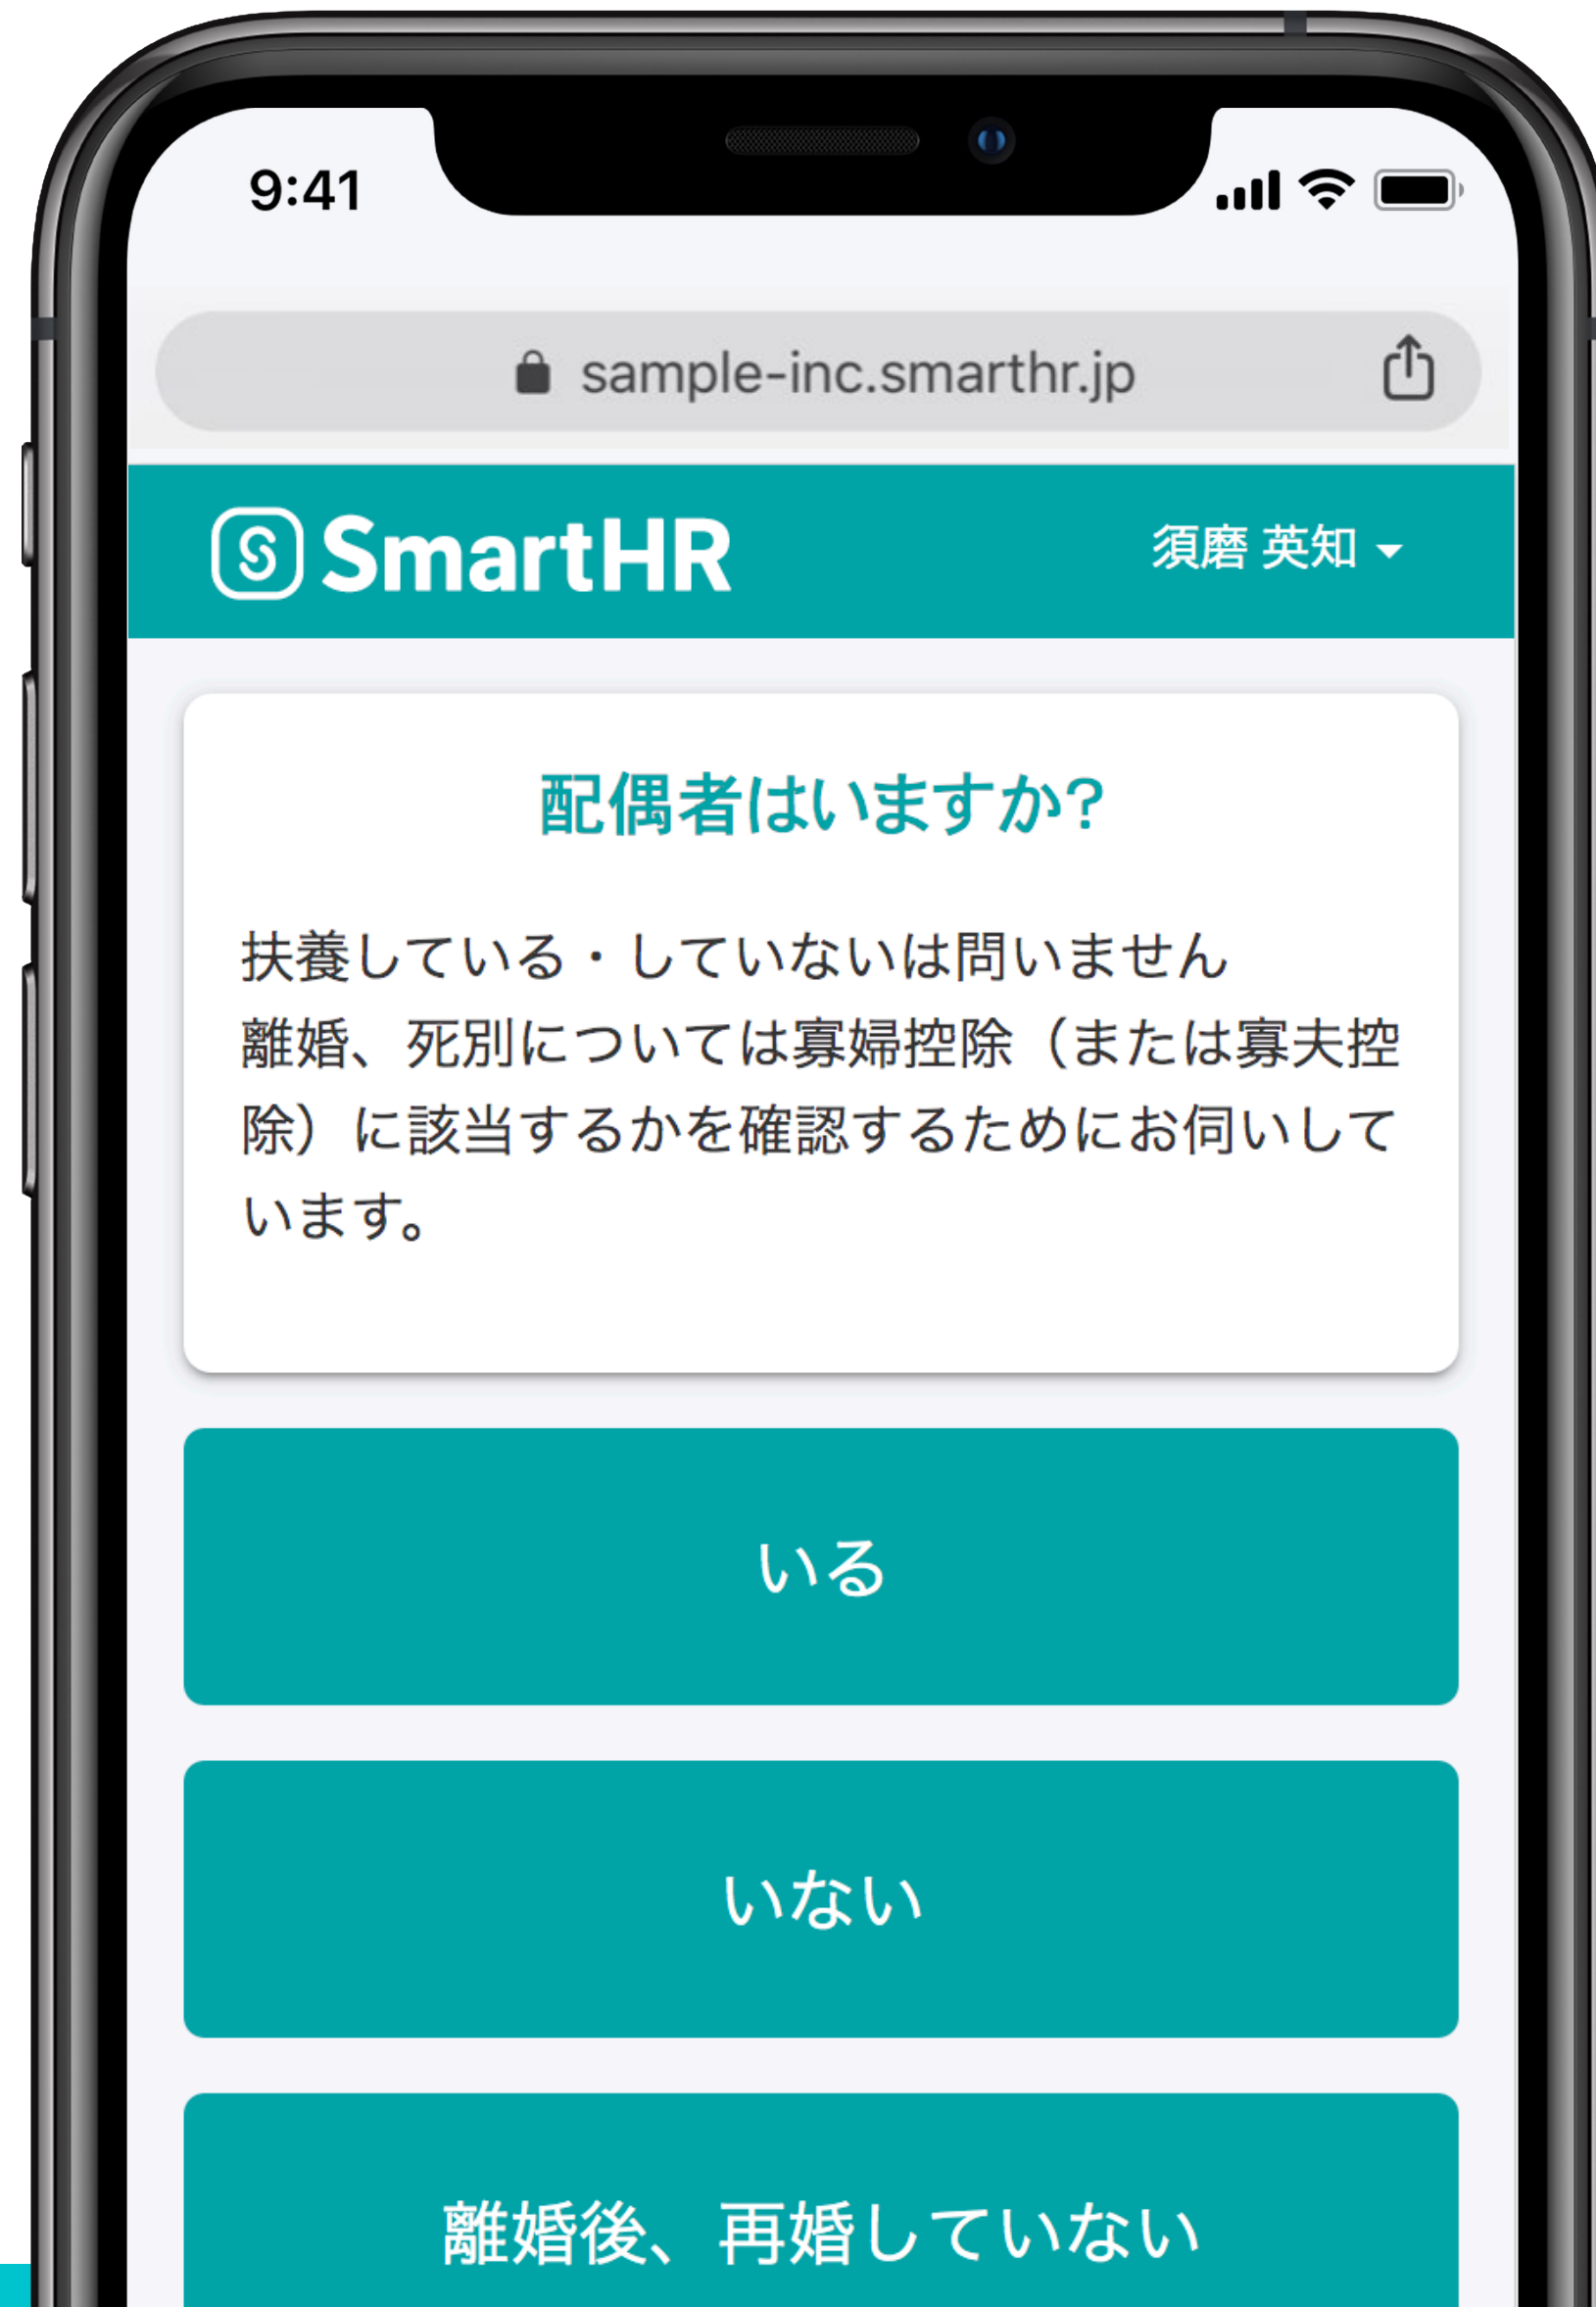 9:41
sample-inc.smarthr.jp
SmartHR
須磨 英知
配偶者はいますか?
扶養している・していないは問いません
離婚、死別については寡婦控除（または寡夫控
除）に該当するかを確認するためにお伺いして
います。
いる
いない
離婚後、再婚していない